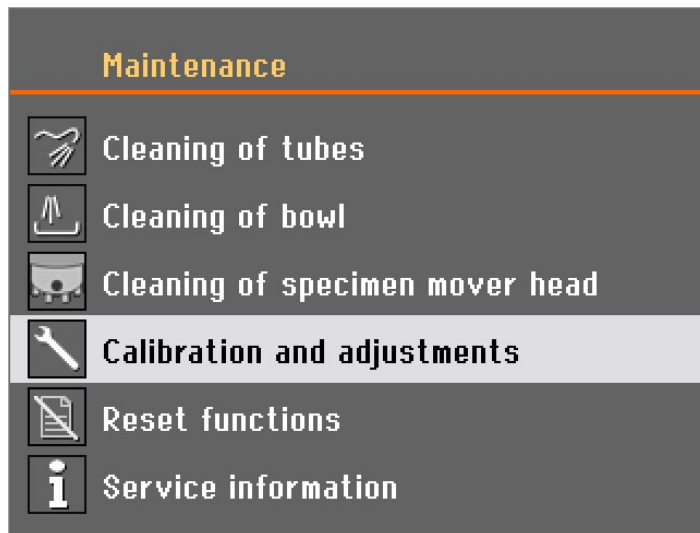 Maintenance
Cleaning of tubes
Cleaning of bowl
Cleaning of specimen mover head
Calibration and adjustments
Reset functions
Service information